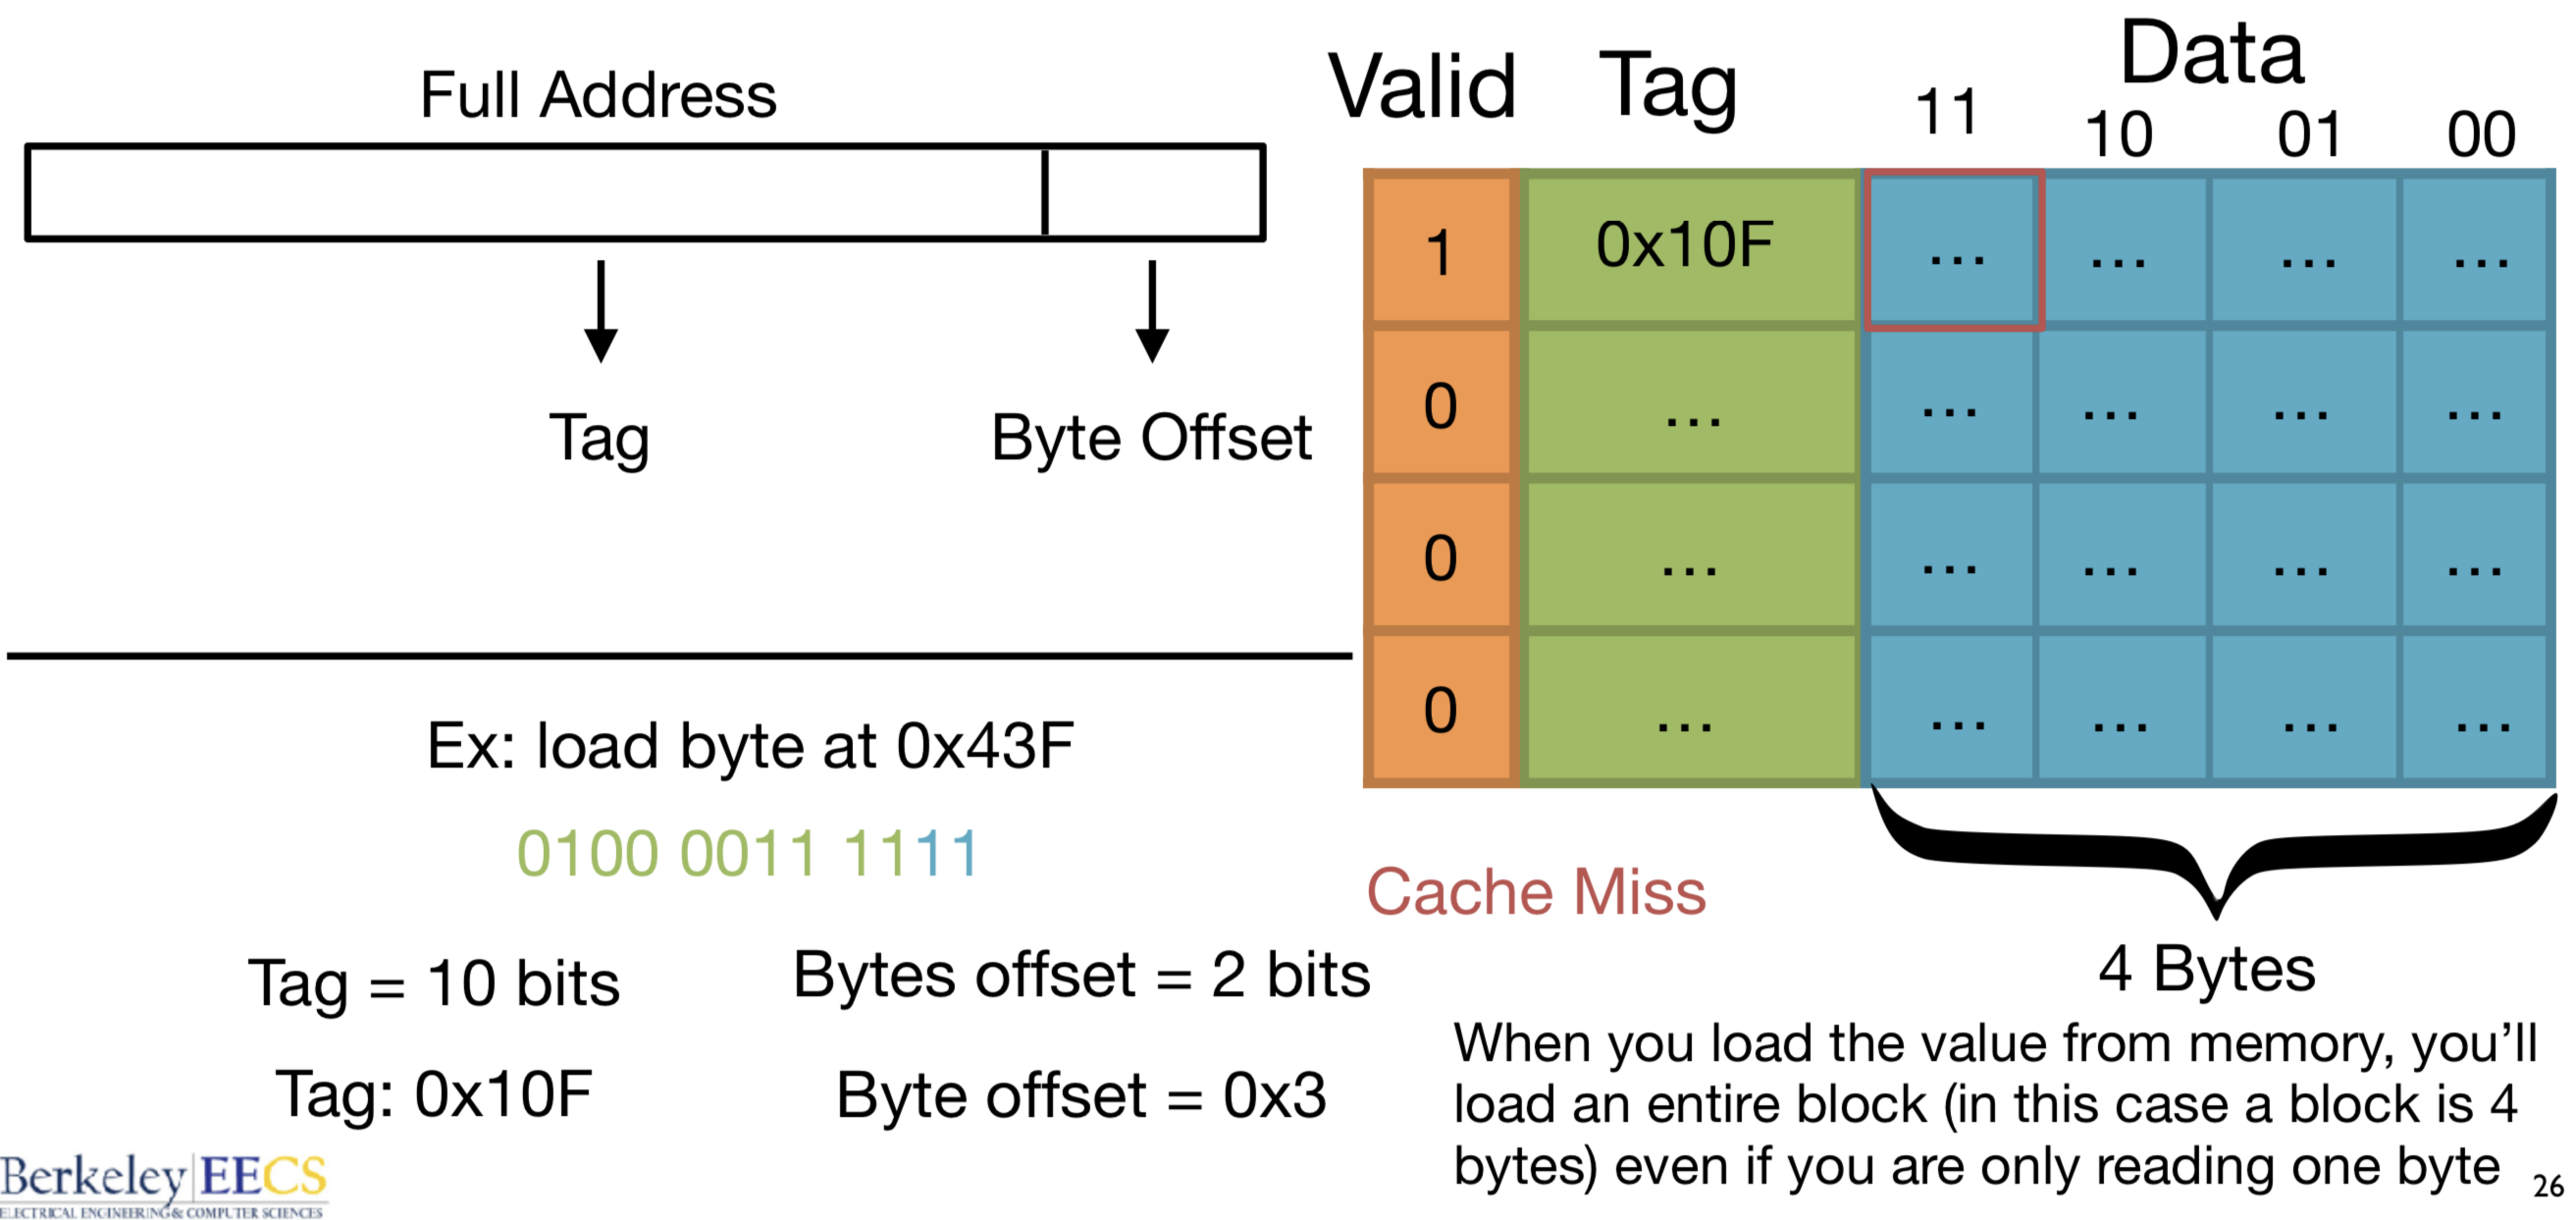 Full Address
Tag
Byte Offset
Valid Tag Data
11 10 01 00
1 0x10F ... ... ... ...
0 ... ... ... ... ...
0 ... ... ... ... ...
0 ... ... ... ... ...
Ex: load byte at 0x43F
0100 0011 1111
Tag = 10 bits
Bytes offset = 2 bits
Tag: 0x10F
Byte offset = 0x3
Cache Miss
4 Bytes
When you load the value from memory, you’ll
load an entire block (in this case a block is 4
bytes) even if you are only reading one byte
Berkeley EECS
ELECTRICAL ENGINEERING & COMPUTER SCIENCES
26